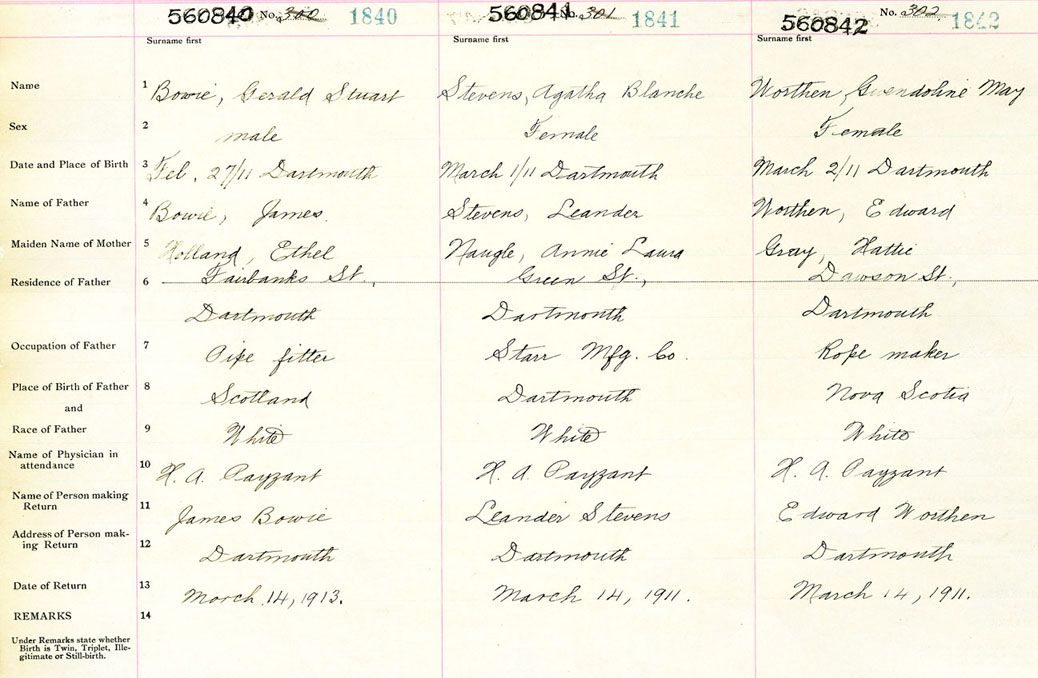 560840 No. 300 1840 560841 No. 301 1841 560842 No. 302 1842
Surname first Surname first Surname first
Name 1 Bowie, Gerald Stuart Stevens, Agatha Blanche Worthen, Gwendoline May
Sex 2 male Female Female
Date and Place of Birth 3 Feb. 27/11 Dartmouth March 1/11 Dartmouth March 2/11 Dartmouth
Name of Father 4 Bowie, James. Stevens, Leander Worthen, Edward
Maiden Name of Mother 5 Holland, Ethel Naugle, Annie Laura Gray, Hattie
Residence of Father 6 Fairbanks St., Green St., Dawson St.,
Dartmouth Dartmouth Dartmouth
Occupation of Father 7 Pipe fitter Starr Mfg. Co. Rope maker
Place of Birth of Father 8 Scotland Dartmouth Nova Scotia
and
Race of Father 9 White White White
Name of Physician in
attendance 10 H. A. Payzant H. A. Payzant H. A. Payzant
Name of Person making
Return 11 James Bowie Leander Stevens Edward Worthen
Address of Person mak-
ing Return 12 Dartmouth Dartmouth Dartmouth
Date of Return 13 March 14, 1913. March 14, 1911. March 14, 1911.
REMARKS 14
Under Remarks state whether
Birth is Twin, Triplet, Ille-
gitimate or Still-birth.